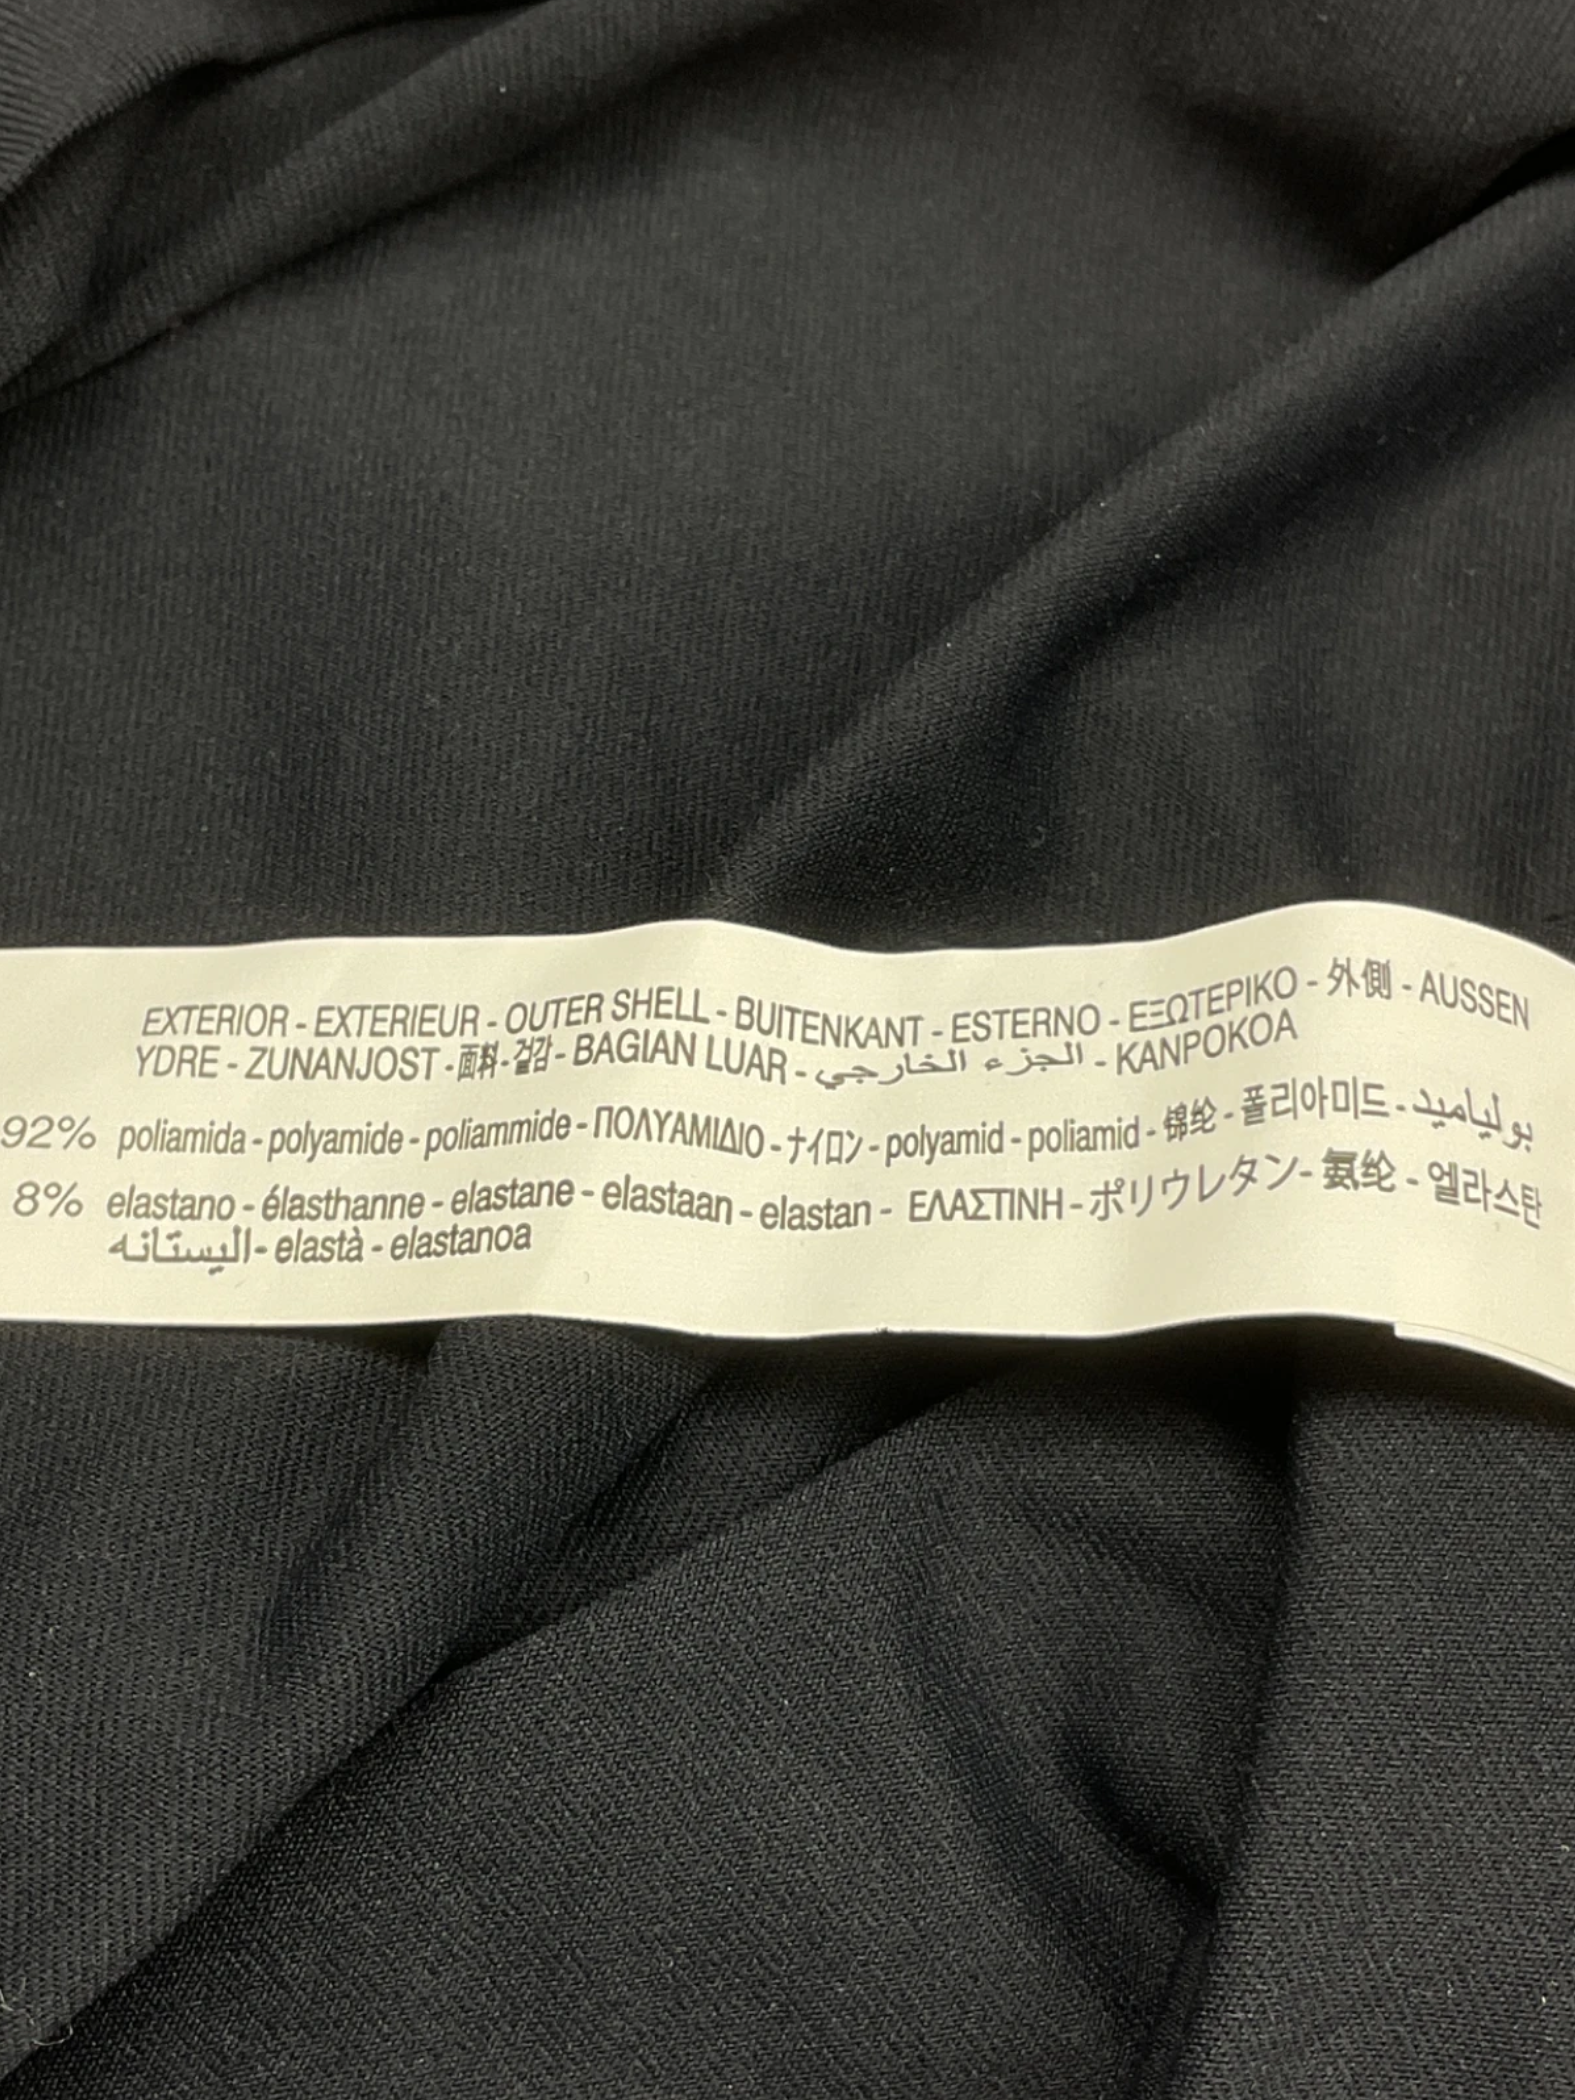 EXTERIOR - EXTERIEUR - OUTER SHELL - BUITENKANT - ESTERNO - ΕΞΩΤΕΡΙΚΟ - 外側 - AUSSEN
YDRE - ZUNANJOST - 面料 - 겉감 - BAGIAN LUAR - الجزء الخارجي - KANPOKOA
92% poliamida - polyamide - poliammide - ΠΟΛΥΑΜΙΔΙΟ - ナイロン - polyamid - poliamid - 锦纶 - 폴리아미드 - بولياميد
8% elastano - élasthanne - elastane - elastaan - elastan - ΕΛΑΣΤΙΝΗ - ポリウレタン - 氨纶 - 엘라스탄
اليستانه - elastà - elastanoa